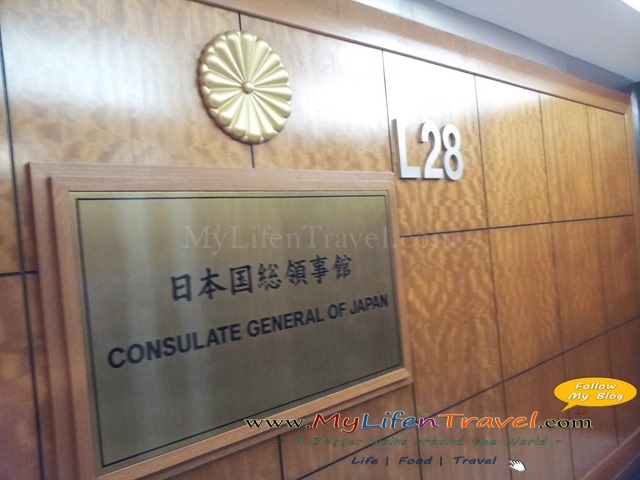 L28
MyLifenTravel.com
日本国総領事館
CONSULATE GENERAL OF JAPAN
Follow
My Blog
www.MyLifenTravel.com
- A Blogger walks around the World -
Life | Food | Travel